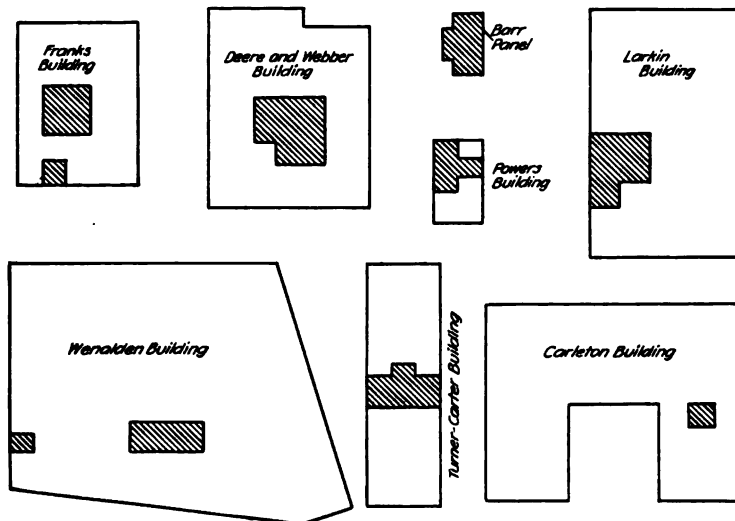 Franks
Building
Deere and Webber
Building
Barr
Panel
Larkin
Building
Powers
Building
Wenalden Building
Turner-Carter Building
Carleton Building